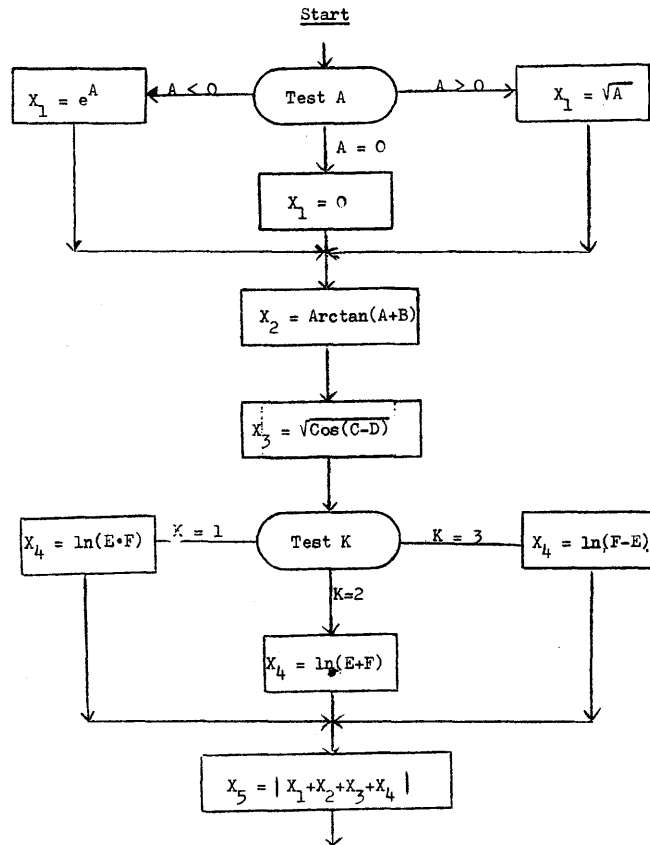 Start
Test A
A < 0
A > 0
X₁ = e^A
X₁ = √A
A = 0
X₁ = 0
X₂ = Arctan(A+B)
X₃ = √Cos(C-D)
Test K
K = 1
K = 3
X₄ = ln(E•F)
X₄ = ln(F-E)
K=2
X₄ = ln(E+F)
X₅ = | X₁+X₂+X₃+X₄ |